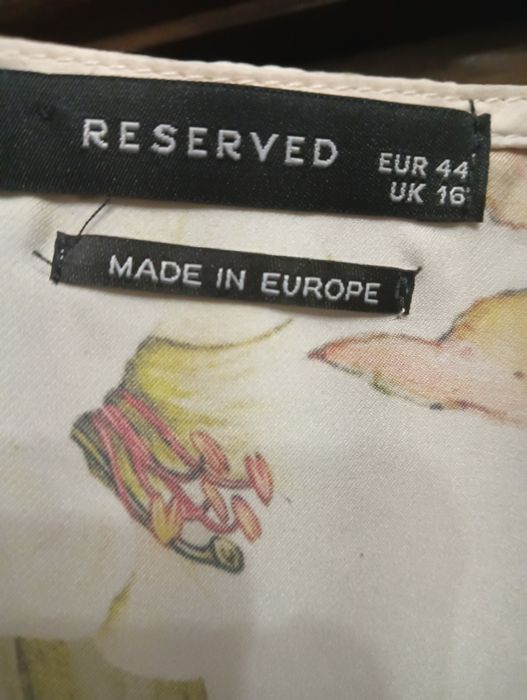 RESERVED
EUR 44
UK 16
MADE IN EUROPE